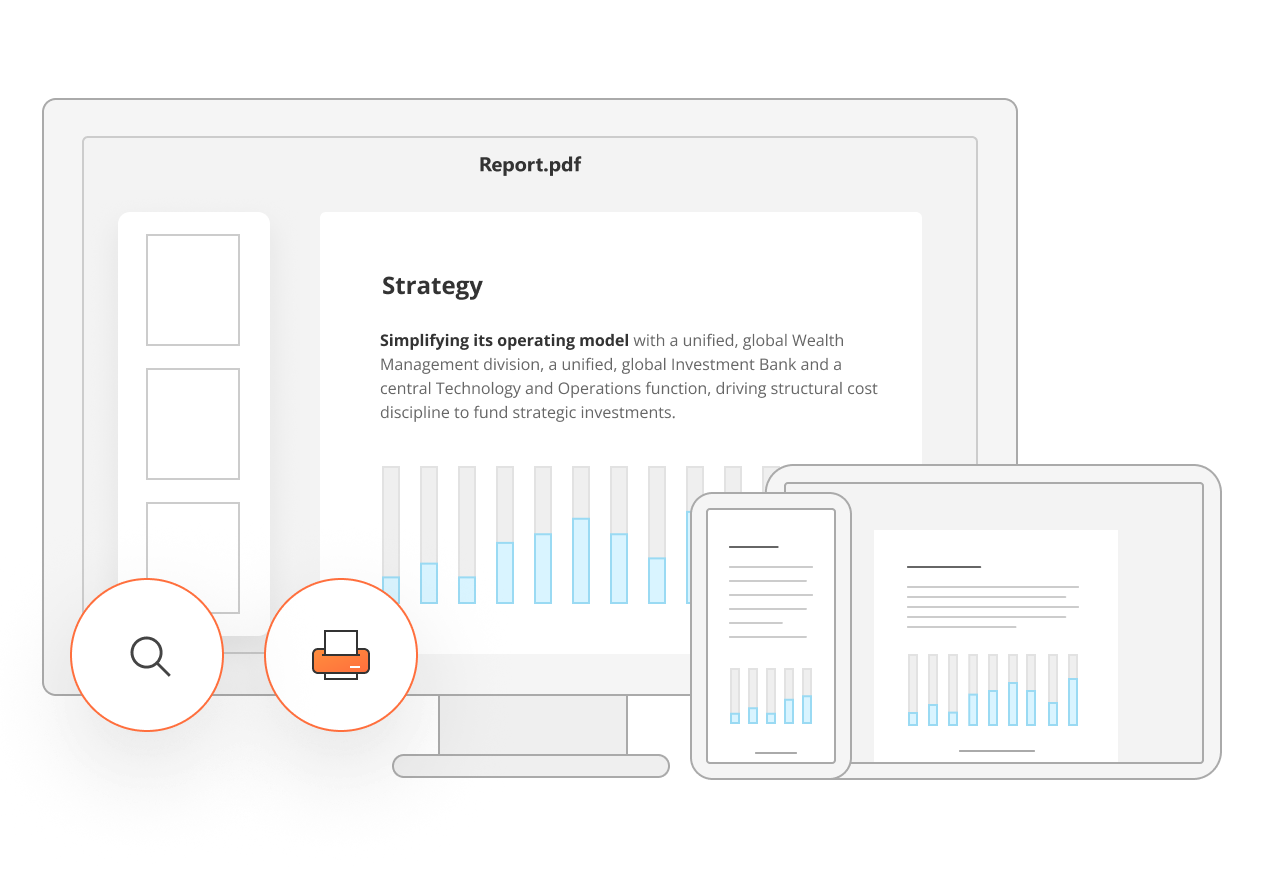 Report.pdf
Strategy
Simplifying its operating model with a unified, global Wealth
Management division, a unified, global Investment Bank and a
central Technology and Operations function, driving structural cost
discipline to fund strategic investments.